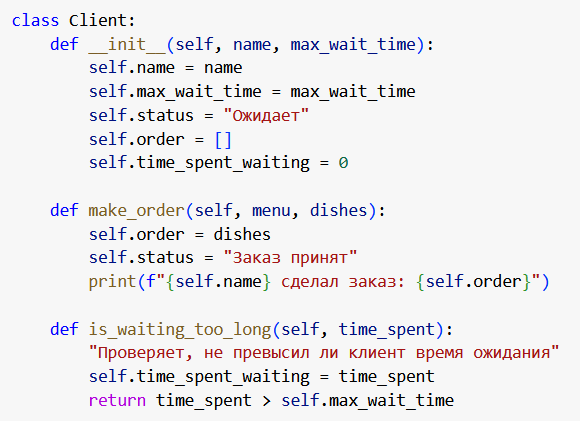 class Client:
    def __init__(self, name, max_wait_time):
        self.name = name
        self.max_wait_time = max_wait_time
        self.status = "Ожидает"
        self.order = []
        self.time_spent_waiting = 0

    def make_order(self, menu, dishes):
        self.order = dishes
        self.status = "Заказ принят"
        print(f"{self.name} сделал заказ: {self.order}")

    def is_waiting_too_long(self, time_spent):
        "Проверяет, не превысил ли клиент время ожидания"
        self.time_spent_waiting = time_spent
        return time_spent > self.max_wait_time